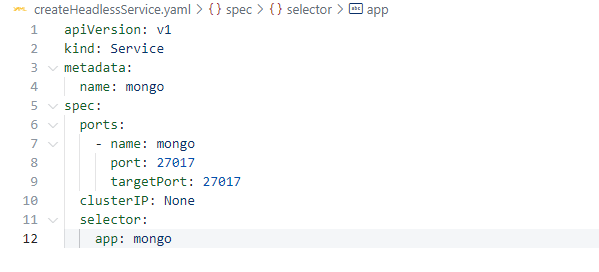 createHeadlessService.yaml > {} spec > {} selector > abc app
1 apiVersion: v1
2 kind: Service
3 metadata:
4   name: mongo
5 spec:
6   ports:
7     - name: mongo
8       port: 27017
9       targetPort: 27017
10   clusterIP: None
11   selector:
12     app: mongo